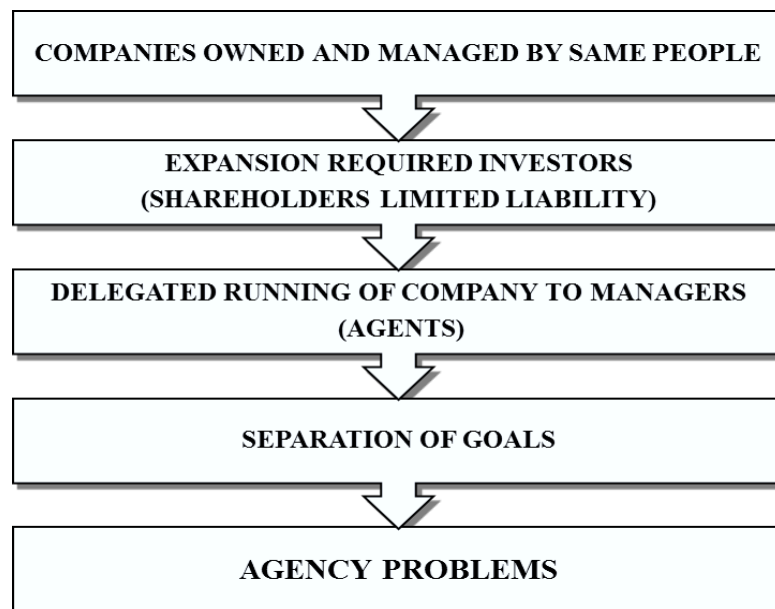 COMPANIES OWNED AND MANAGED BY SAME PEOPLE
EXPANSION REQUIRED INVESTORS
(SHAREHOLDERS LIMITED LIABILITY)
DELEGATED RUNNING OF COMPANY TO MANAGERS
(AGENTS)
SEPARATION OF GOALS
AGENCY PROBLEMS